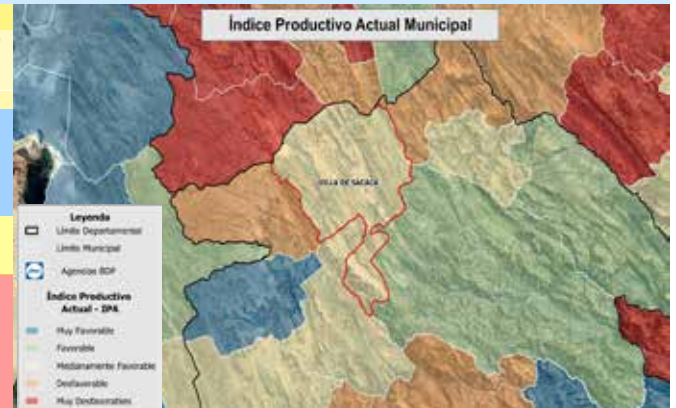 Índice Productivo Actual Municipal
VILLA DE SACACA
Leyenda
Límite Departamental
Límite Municipal
Agencias BDP
Índice Productivo
Actual - IPA
Muy Favorable
Favorable
Medianamente Favorable
Desfavorable
Muy Desfavorables